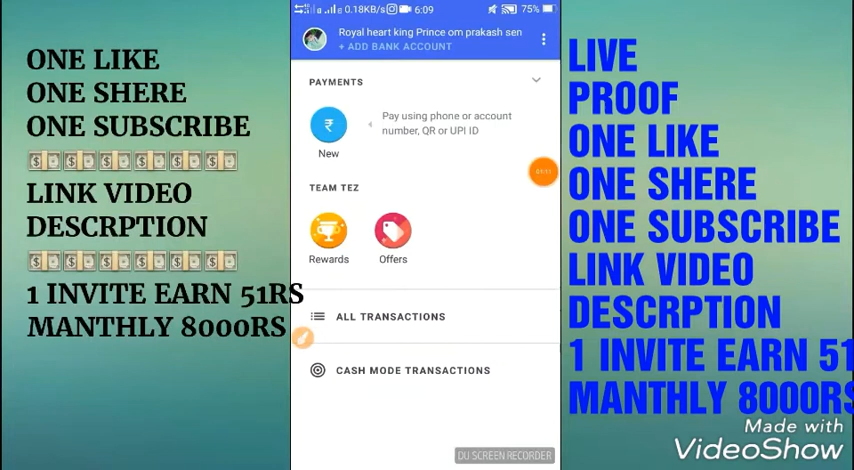 ONE LIKE
ONE SHERE
ONE SUBSCRIBE
LINK VIDEO
DESCRPTION
1 INVITE EARN 51RS
MANTHLY 8000RS
0.18KB/S 6:09 75%
Royal heart king Prince om prakash sen
+ ADD BANK ACCOUNT
PAYMENTS
₹
New
Pay using phone or account
number, QR or UPI ID
TEAM TEZ
Rewards
Offers
ALL TRANSACTIONS
CASH MODE TRANSACTIONS
DU SCREEN RECORDER
LIVE
PROOF
ONE LIKE
ONE SHERE
ONE SUBSCRIBE
LINK VIDEO
DESCRPTION
1 INVITE EARN 51
MANTHLY 8000RS
Made with
VideoShow